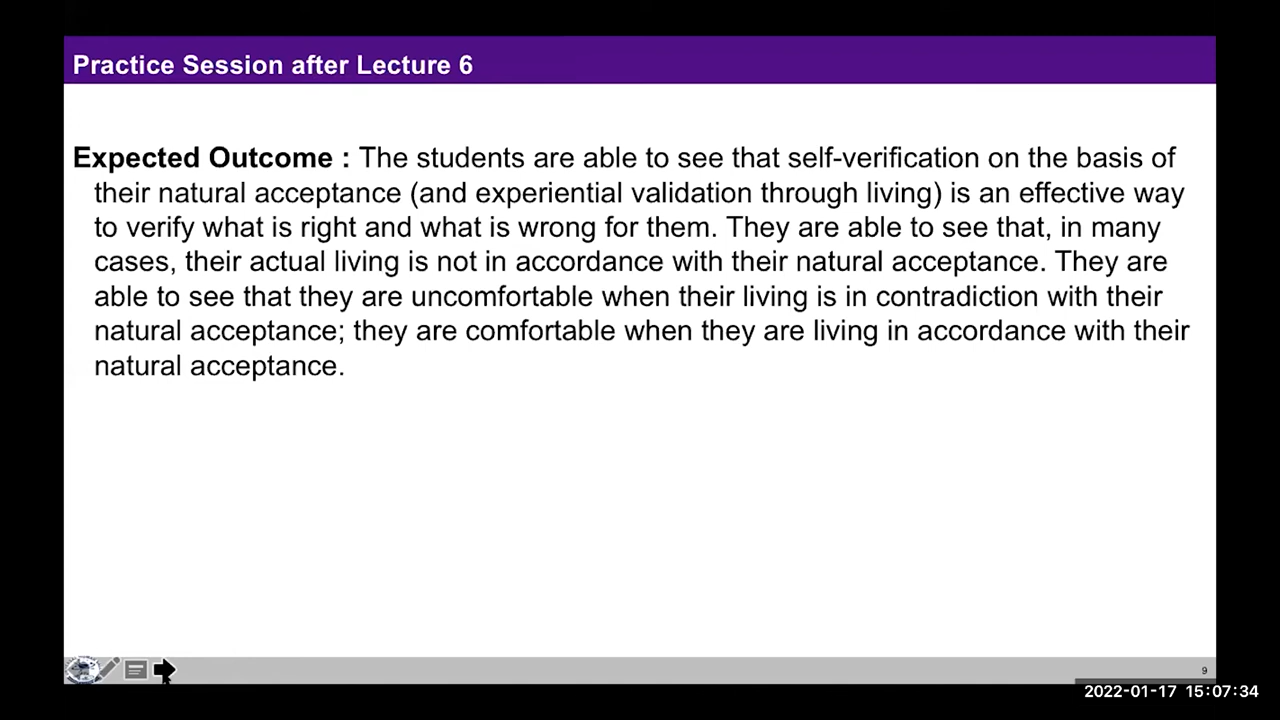 Practice Session after Lecture 6
Expected Outcome : The students are able to see that self-verification on the basis of
their natural acceptance (and experiential validation through living) is an effective way
to verify what is right and what is wrong for them. They are able to see that, in many
cases, their actual living is not in accordance with their natural acceptance. They are
able to see that they are uncomfortable when their living is in contradiction with their
natural acceptance; they are comfortable when they are living in accordance with their
natural acceptance.
9
2022-01-17 15:07:34